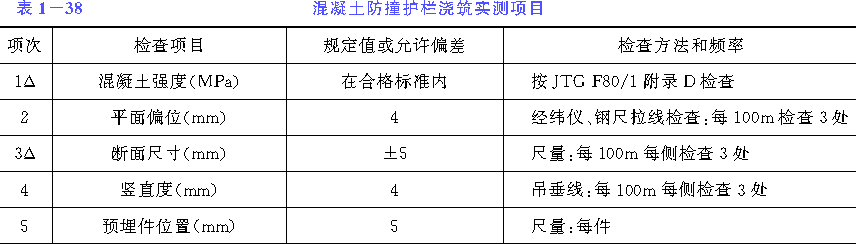 表 1－38 混凝土防撞护栏浇筑实测项目
项次 检查项目 规定值或允许偏差 检查方法和频率
1Δ 混凝土强度(MPa) 在合格标准内 按 JTG F80/1 附录 D 检查
2 平面偏位(mm) 4 经纬仪、钢尺拉线检查:每 100m 检查 3 处
3Δ 断面尺寸(mm) ±5 尺量:每 100m 每侧检查 3 处
4 竖直度(mm) 4 吊垂线:每 100m 每侧检查 3 处
5 预埋件位置(mm) 5 尺量:每件